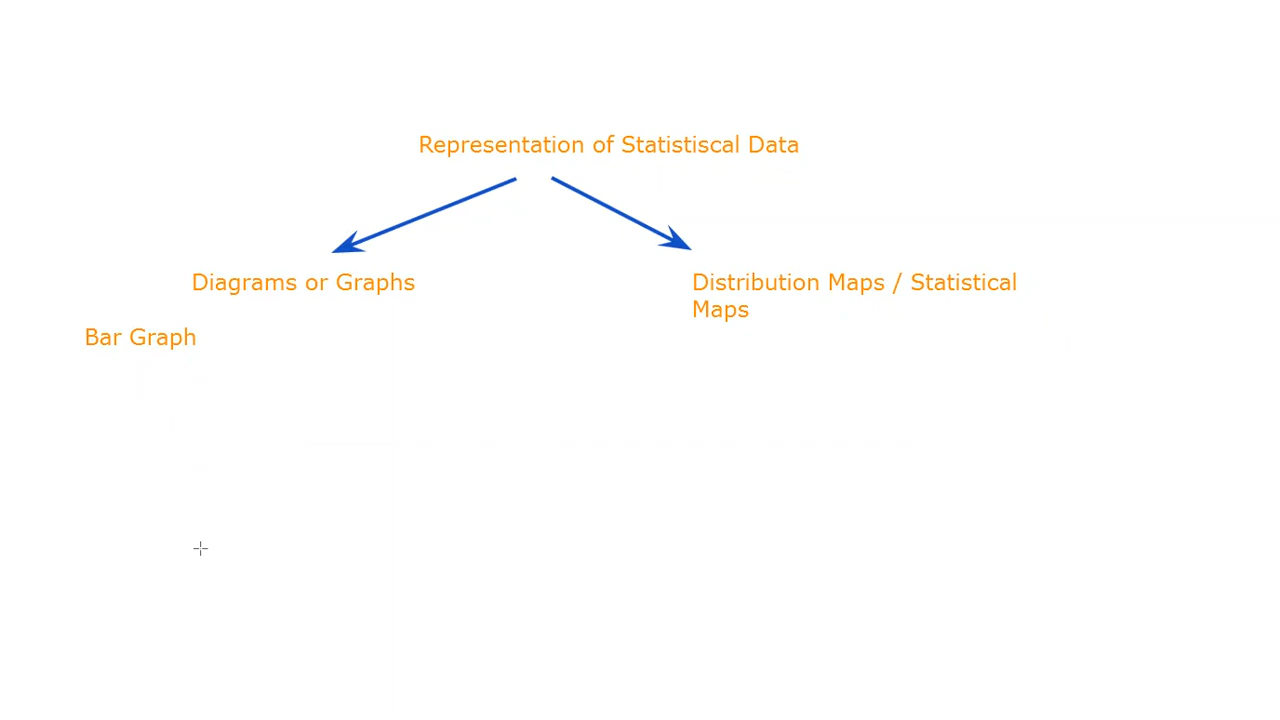 Representation of Statistiscal Data
Diagrams or Graphs
Distribution Maps / Statistical
Maps
Bar Graph